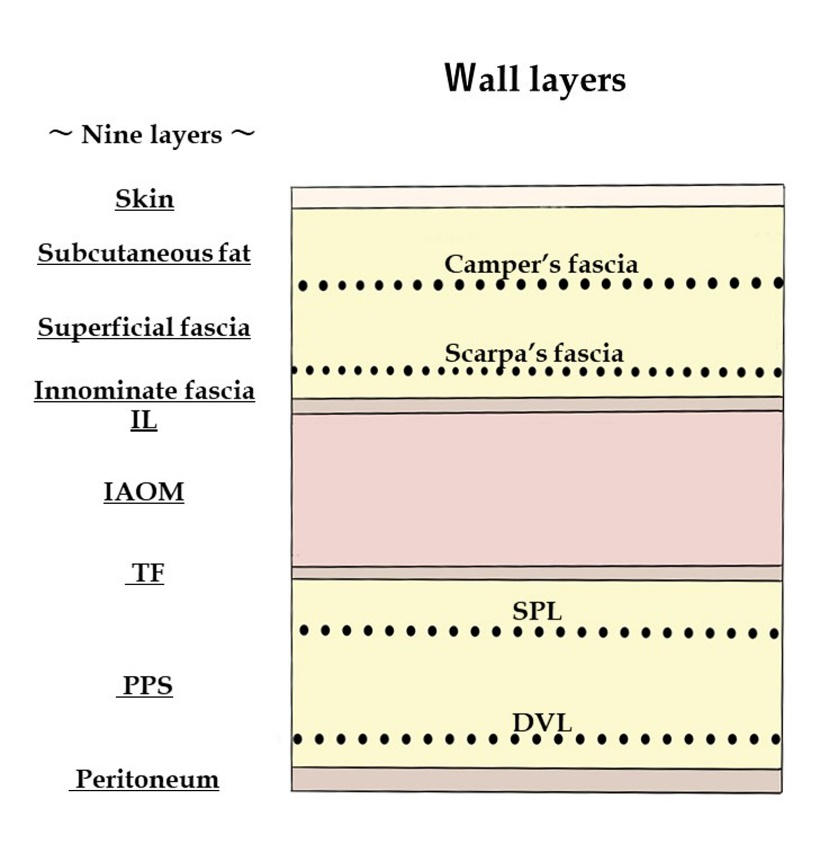 Wall layers
～ Nine layers ～
Skin
Subcutaneous fat
Camper’s fascia
Superficial fascia
Scarpa’s fascia
Innominate fascia
IL
IAOM
TF
SPL
PPS
DVL
Peritoneum